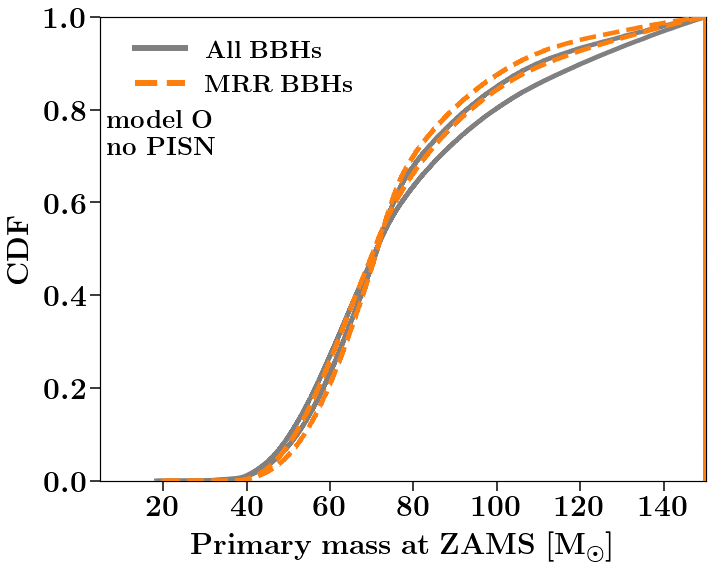 1.0
0.8
0.6
0.4
0.2
0.0
CDF
All BBHs
MRR BBHs
model O
no PISN
20 40 60 80 100 120 140
Primary mass at ZAMS [M☉]